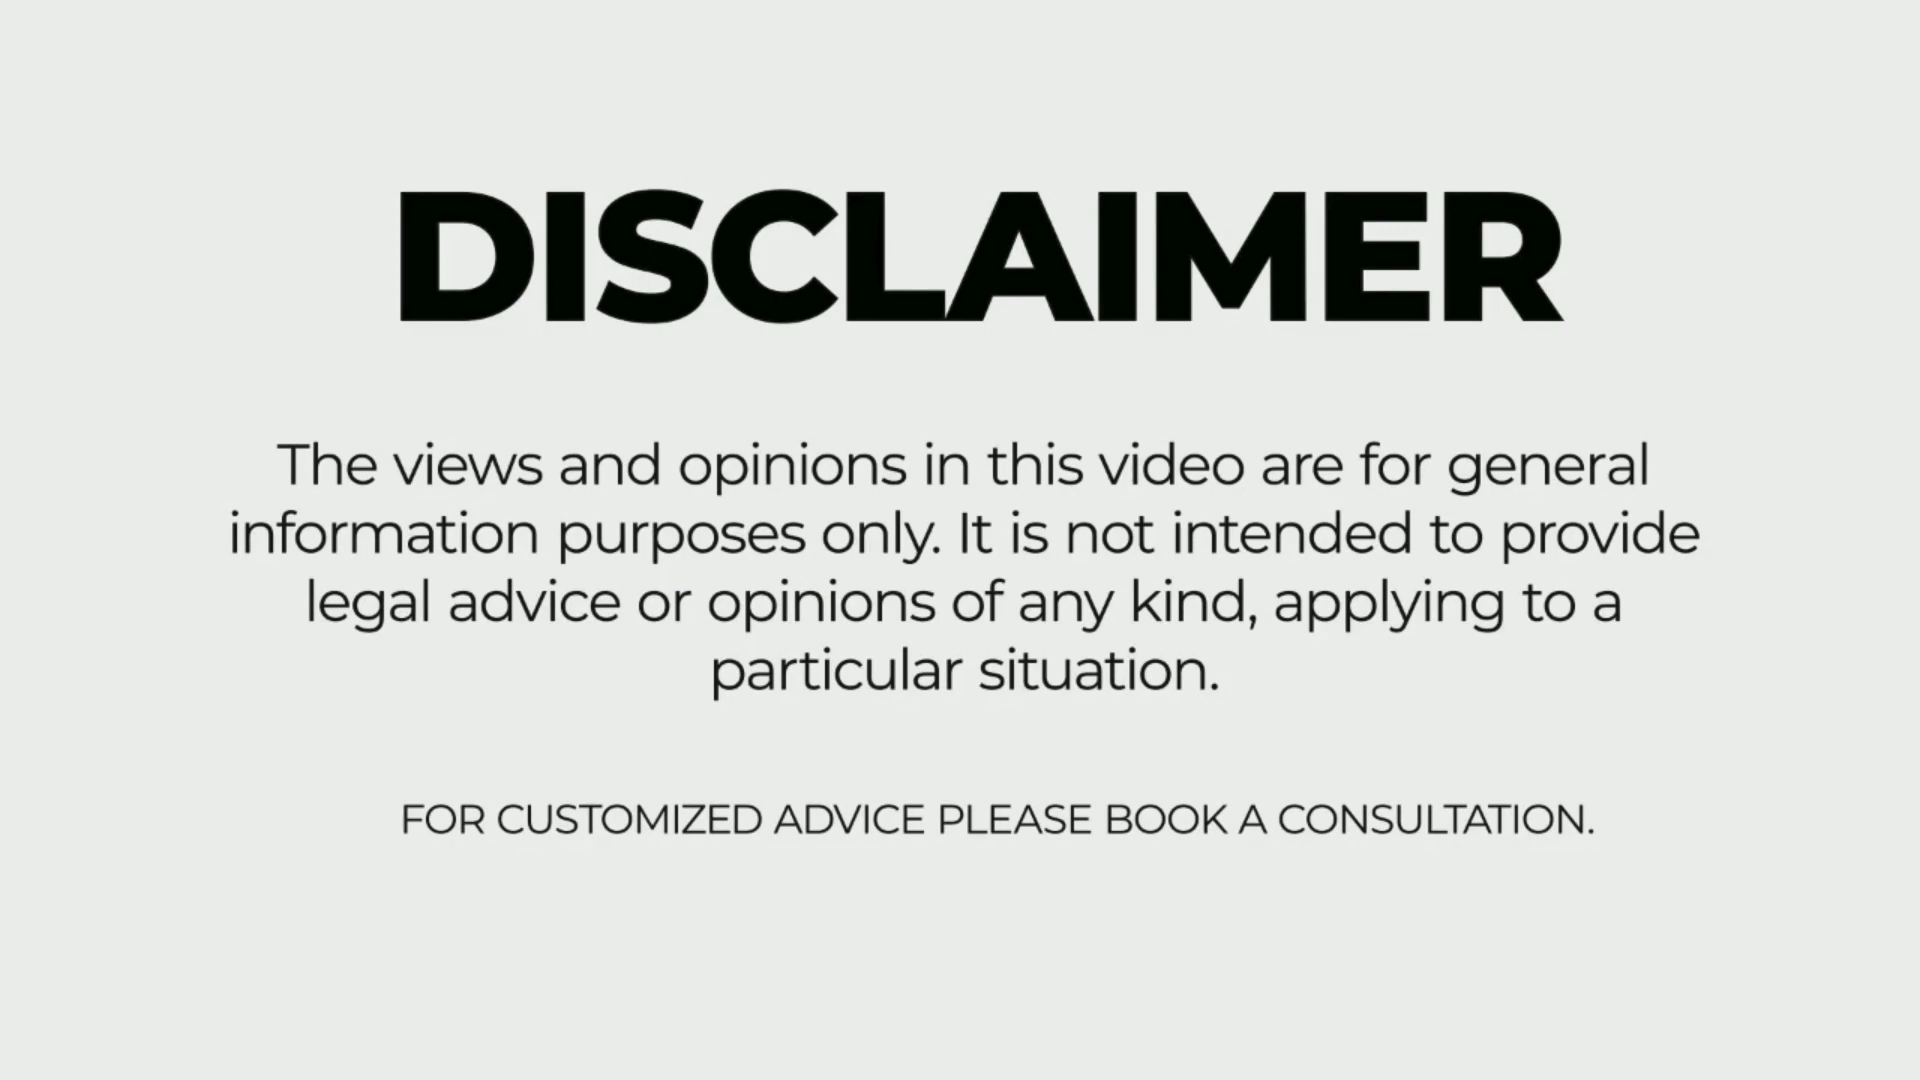 DISCLAIMER
The views and opinions in this video are for general
information purposes only. It is not intended to provide
legal advice or opinions of any kind, applying to a
particular situation.
FOR CUSTOMIZED ADVICE PLEASE BOOK A CONSULTATION.